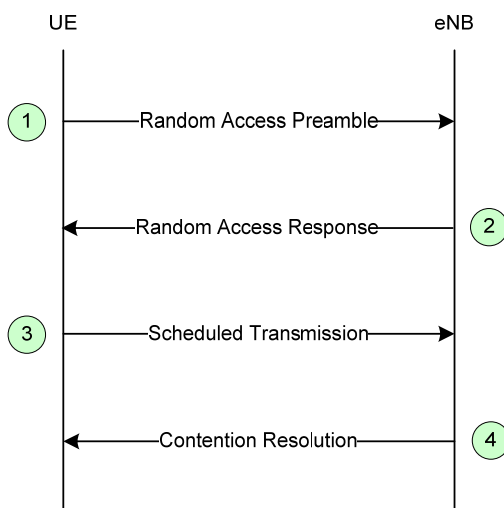 UE eNB
1 Random Access Preamble
Random Access Response 2
3 Scheduled Transmission
Contention Resolution 4